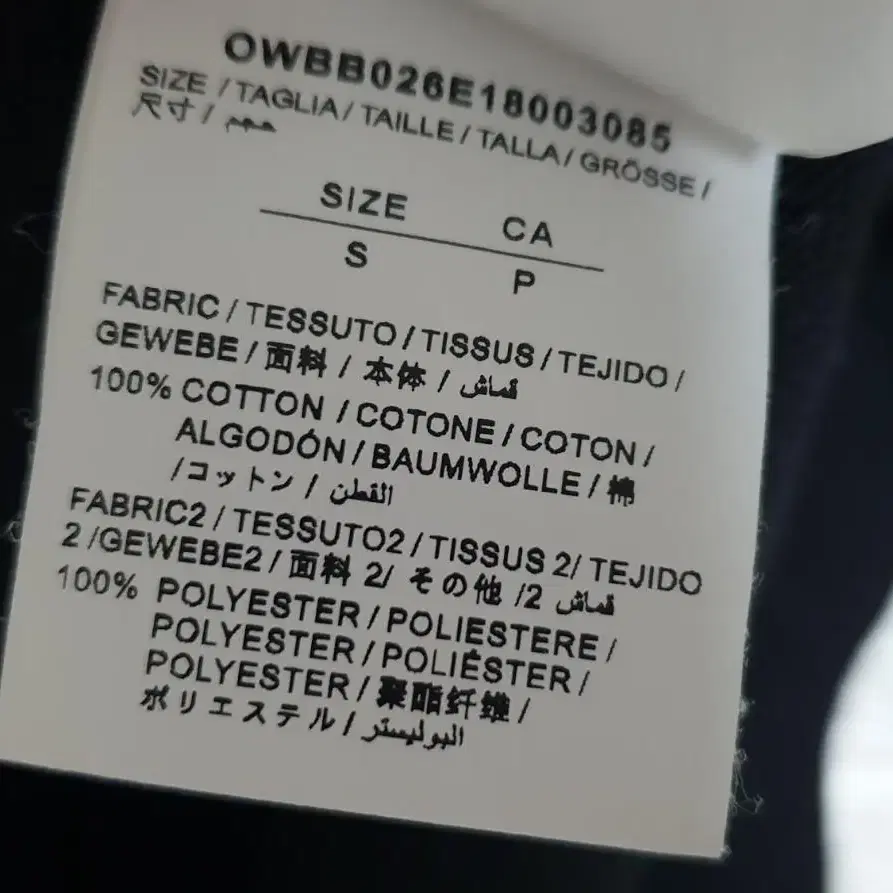 OWBB026E18003085
SIZE / TAGLIA / TAILLE / TALLA / GRÖSSE /
尺寸 / حجم
SIZE CA
S P
FABRIC / TESSUTO / TISSUS / TEJIDO /
GEWEBE / 面料 / 本体 / قماش
100% COTTON / COTONE / COTON /
ALGODÓN / BAUMWOLLE / 棉
/ コットン / القطن
FABRIC2 / TESSUTO2 / TISSUS 2/ TEJIDO
2 /GEWEBE2 / 面料 2/ その他 /2 قماش
100% POLYESTER / POLIESTERE /
POLYESTER / POLIÉSTER /
POLYESTER / 聚酯纤维 /
ポリエステル / البوليستر